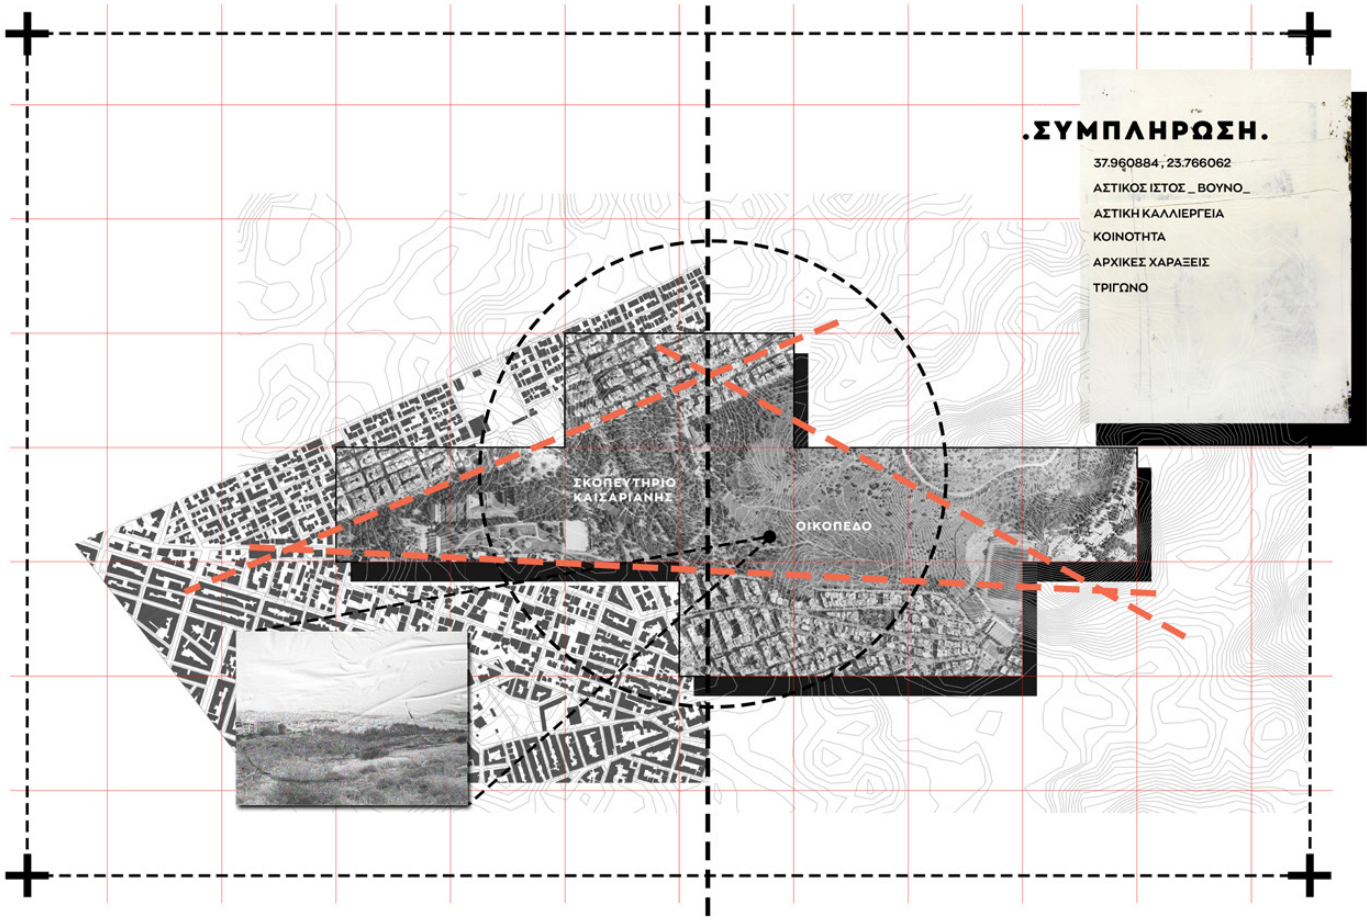 .ΣΥΜΠΛΗΡΩΣΗ.
37.960884 , 23.766062
ΑΣΤΙΚΟΣ ΙΣΤΟΣ _ ΒΟΥΝΟ_
ΑΣΤΙΚΗ ΚΑΛΛΙΕΡΓΕΙΑ
ΚΟΙΝΟΤΗΤΑ
ΑΡΧΙΚΕΣ ΧΑΡΑΞΕΙΣ
ΤΡΙΓΩΝΟ
ΣΚΟΠΕΥΤΗΡΙΟ
ΚΑΙΣΑΡΙΑΝΗΣ
ΟΙΚΟΠΕΔΟ